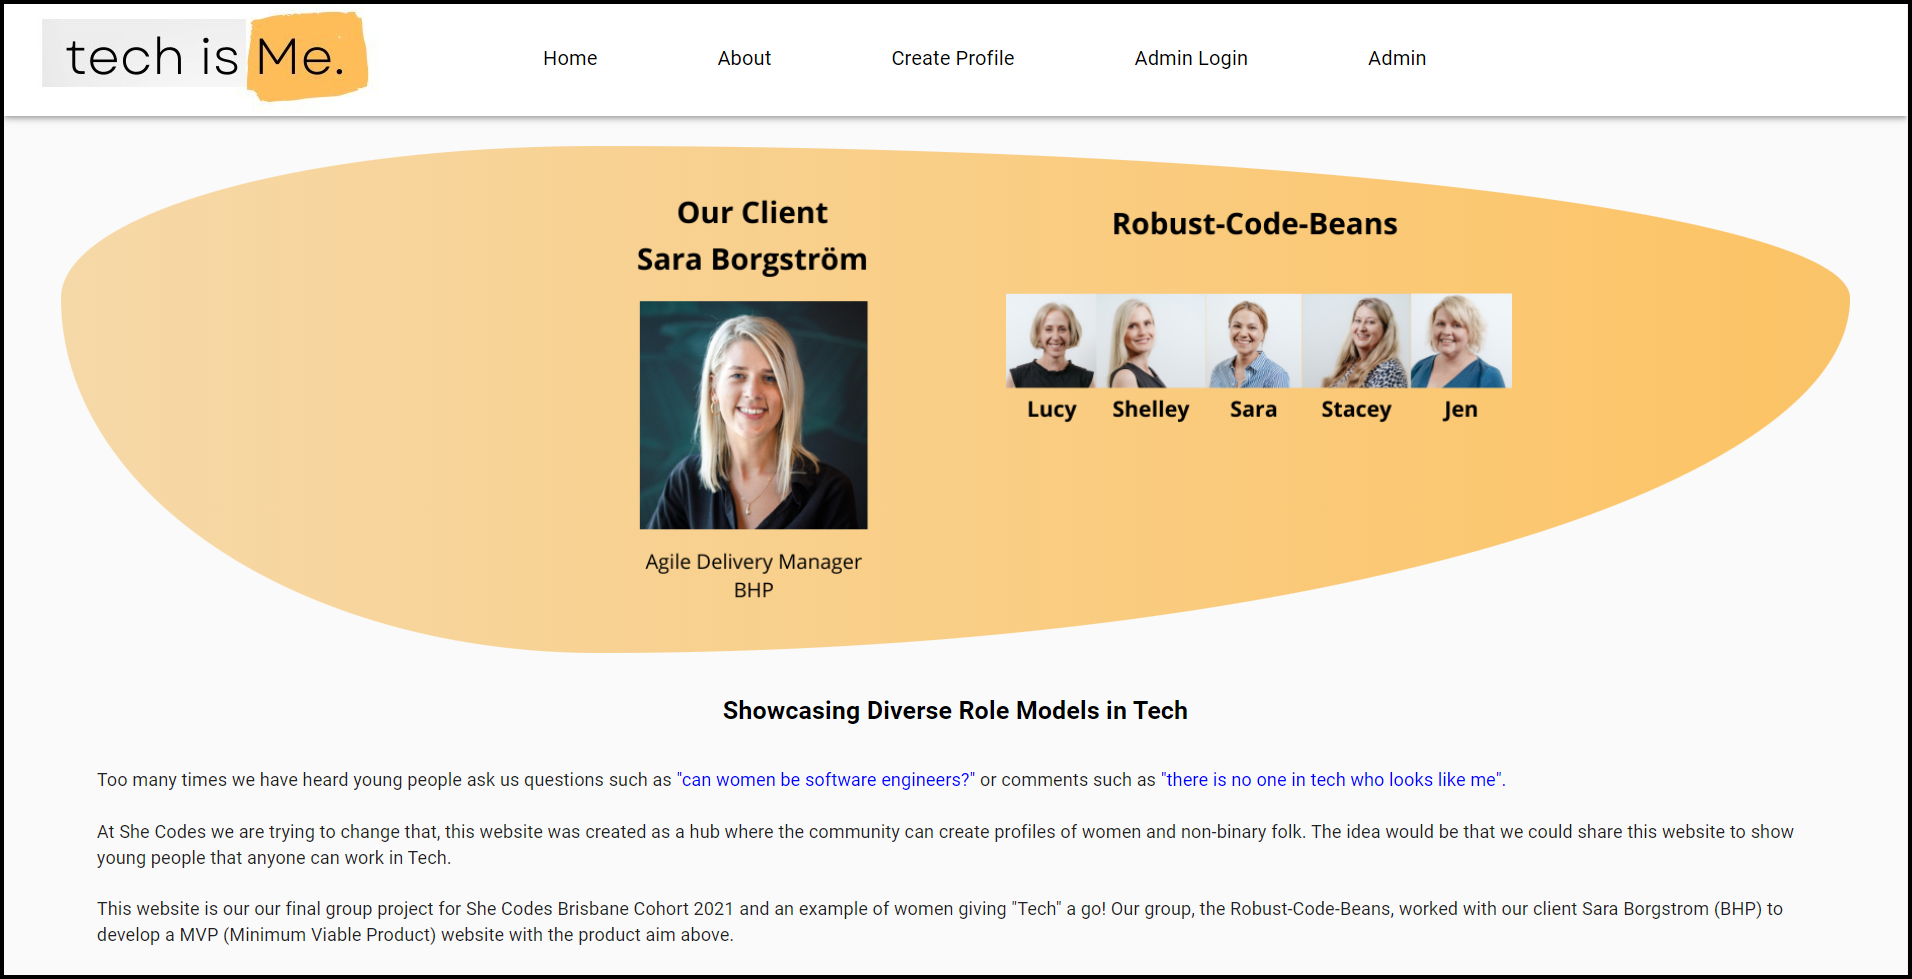 tech is Me.
Home About Create Profile Admin Login Admin
Our Client
Sara Borgström
Agile Delivery Manager
BHP
Robust-Code-Beans
Lucy Shelley Sara Stacey Jen
Showcasing Diverse Role Models in Tech
Too many times we have heard young people ask us questions such as "can women be software engineers?" or comments such as "there is no one in tech who looks like me".
At She Codes we are trying to change that, this website was created as a hub where the community can create profiles of women and non-binary folk. The idea would be that we could share this website to show
young people that anyone can work in Tech.
This website is our our final group project for She Codes Brisbane Cohort 2021 and an example of women giving "Tech" a go! Our group, the Robust-Code-Beans, worked with our client Sara Borgstrom (BHP) to
develop a MVP (Minimum Viable Product) website with the product aim above.